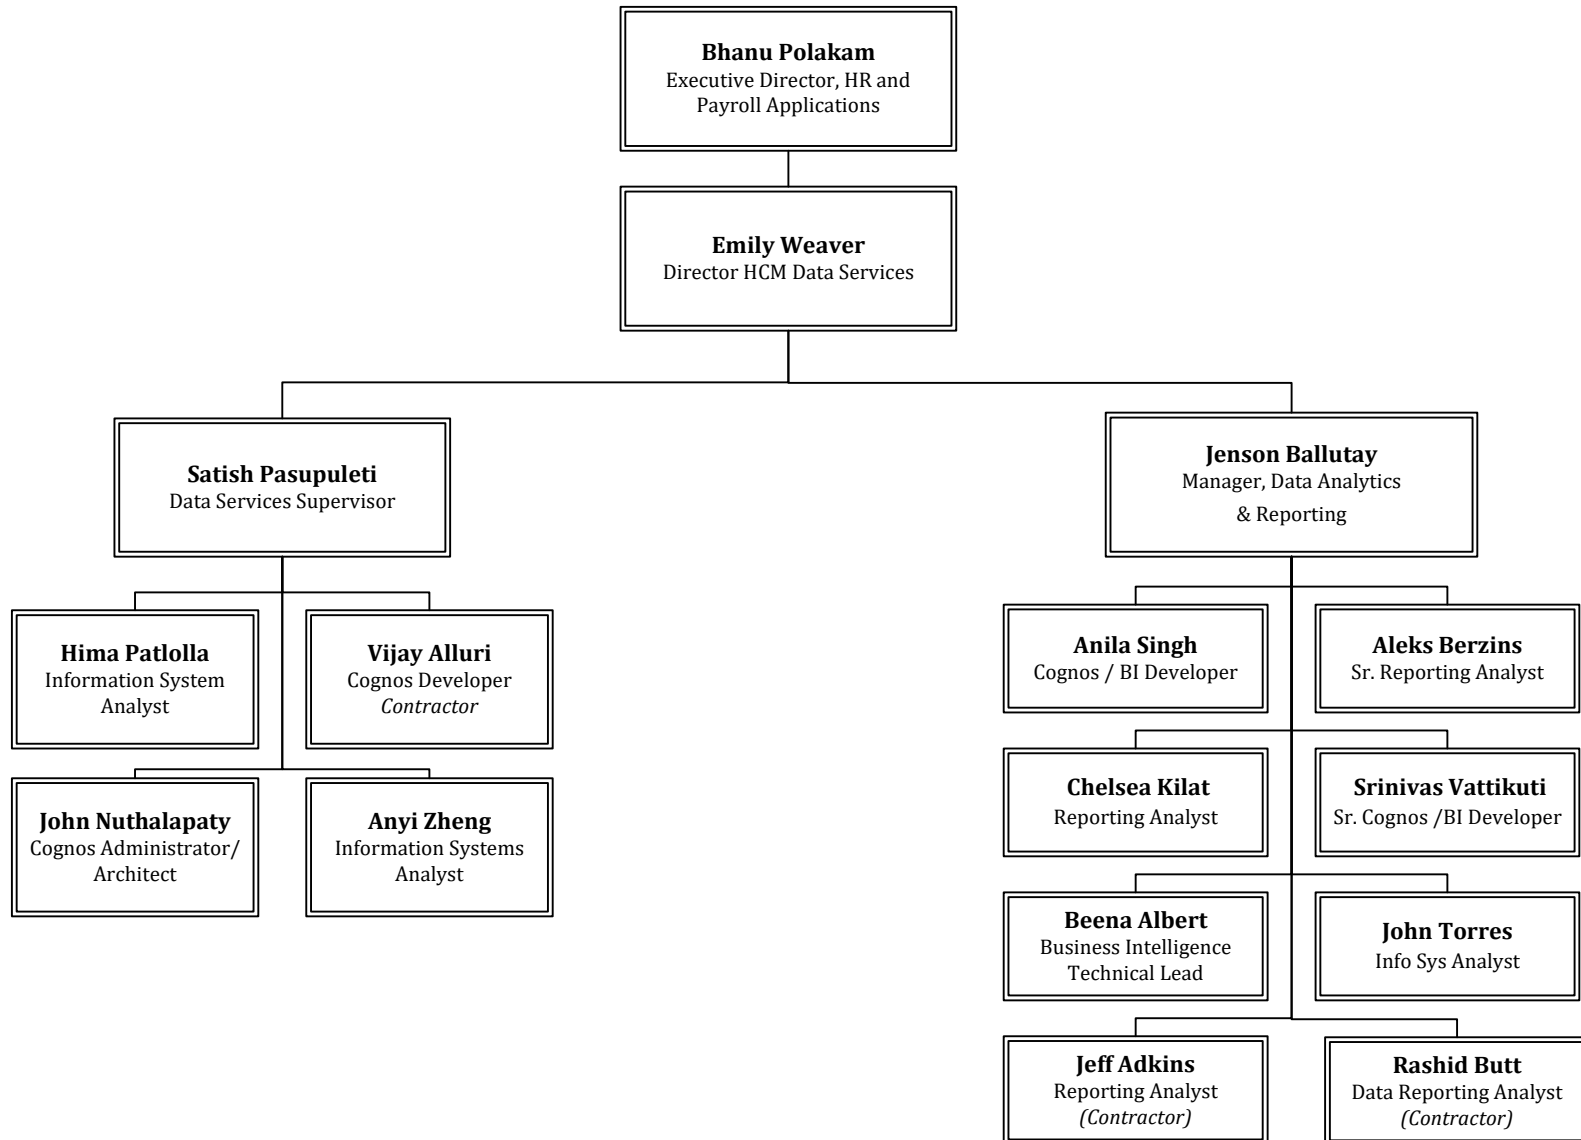 Bhanu Polakam
Executive Director, HR and
Payroll Applications
Emily Weaver
Director HCM Data Services
Satish Pasupuleti
Data Services Supervisor
Jenson Ballutay
Manager, Data Analytics
& Reporting
Hima Patlolla
Information System
Analyst
Vijay Alluri
Cognos Developer
Contractor
John Nuthalapaty
Cognos Administrator/
Architect
Anyi Zheng
Information Systems
Analyst
Anila Singh
Cognos / BI Developer
Aleks Berzins
Sr. Reporting Analyst
Chelsea Kilat
Reporting Analyst
Srinivas Vattikuti
Sr. Cognos /BI Developer
Beena Albert
Business Intelligence
Technical Lead
John Torres
Info Sys Analyst
Jeff Adkins
Reporting Analyst
(Contractor)
Rashid Butt
Data Reporting Analyst
(Contractor)